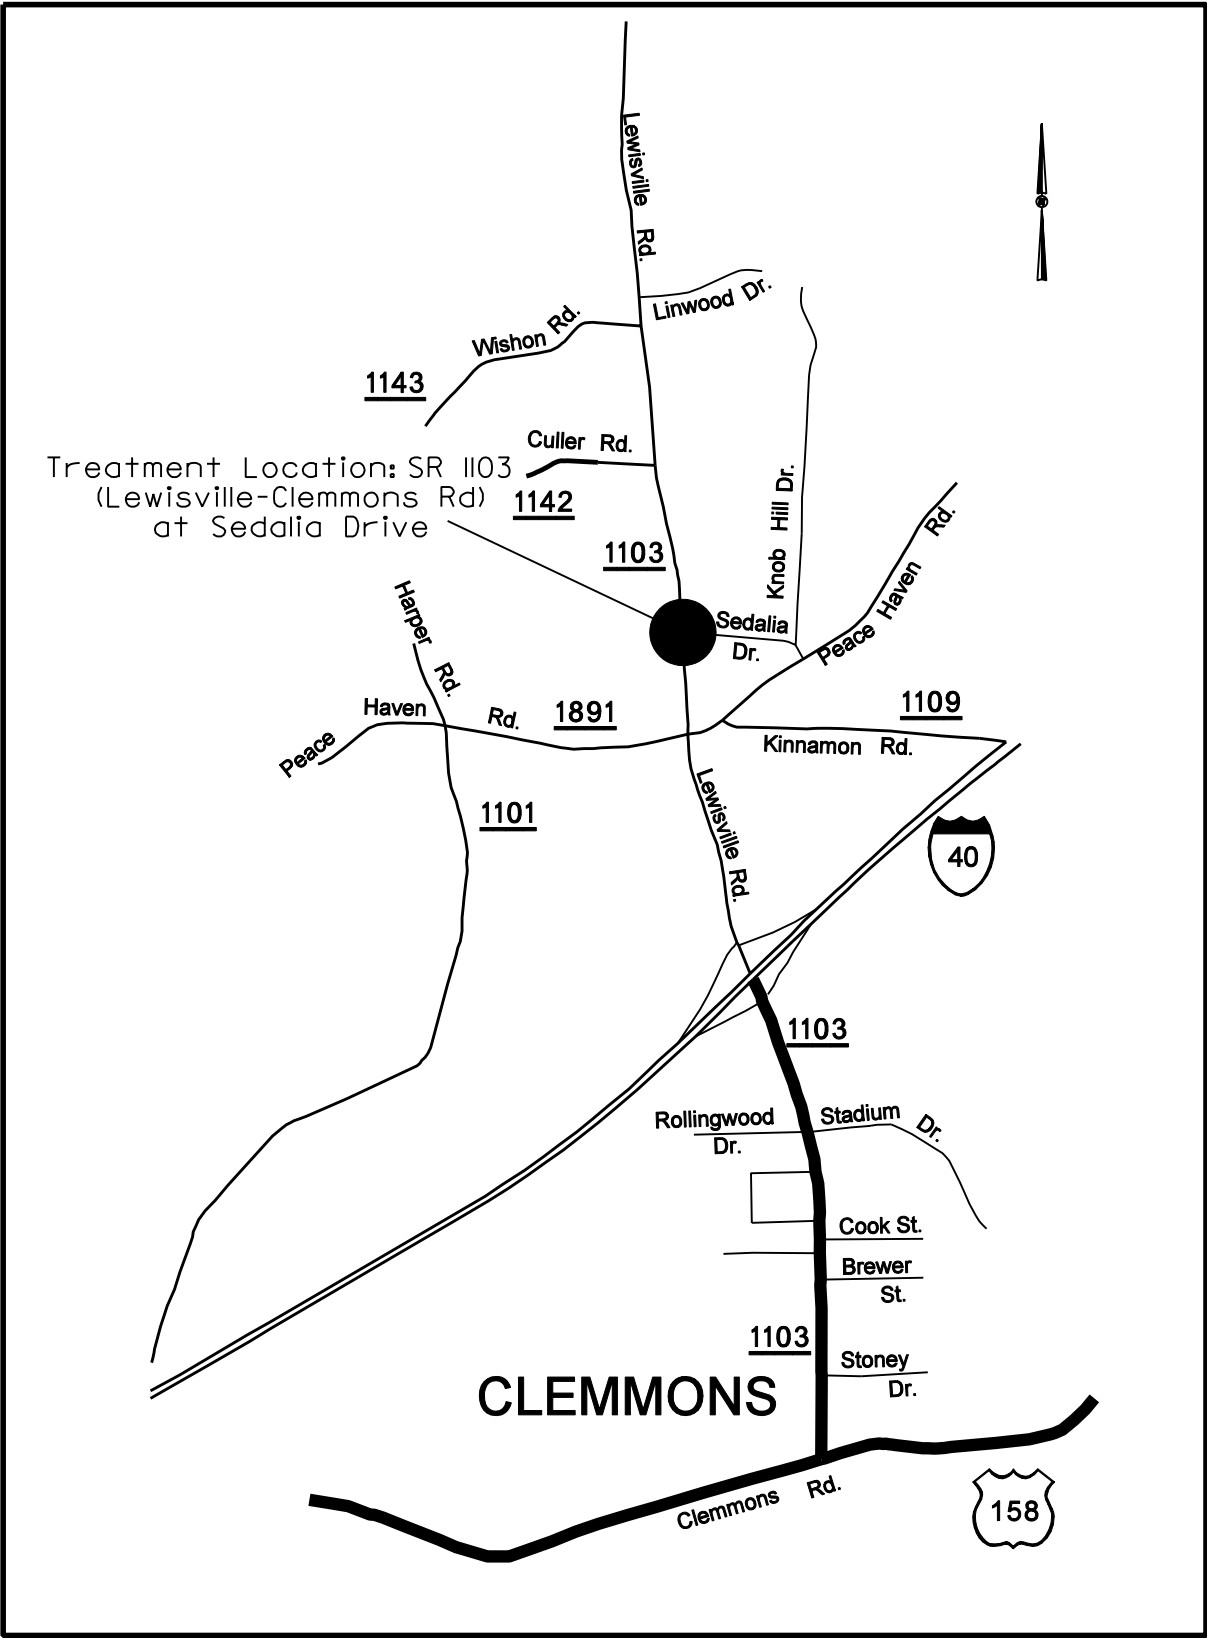 Lewisville Rd.
Linwood Dr.
Wishon Rd.
1143
Culler Rd.
Treatment Location: SR 1103
(Lewisville-Clemmons Rd)
at Sedalia Drive
1142
1103
Knob Hill Dr.
Peace Haven Rd.
Sedalia
Dr.
Harper Rd.
Peace Haven Rd.
1891
1109
Kinnamon Rd.
1101
Lewisville Rd.
40
1103
Rollingwood
Dr.
Stadium Dr.
Cook St.
Brewer
St.
1103
Stoney
Dr.
CLEMMONS
Clemmons Rd.
158